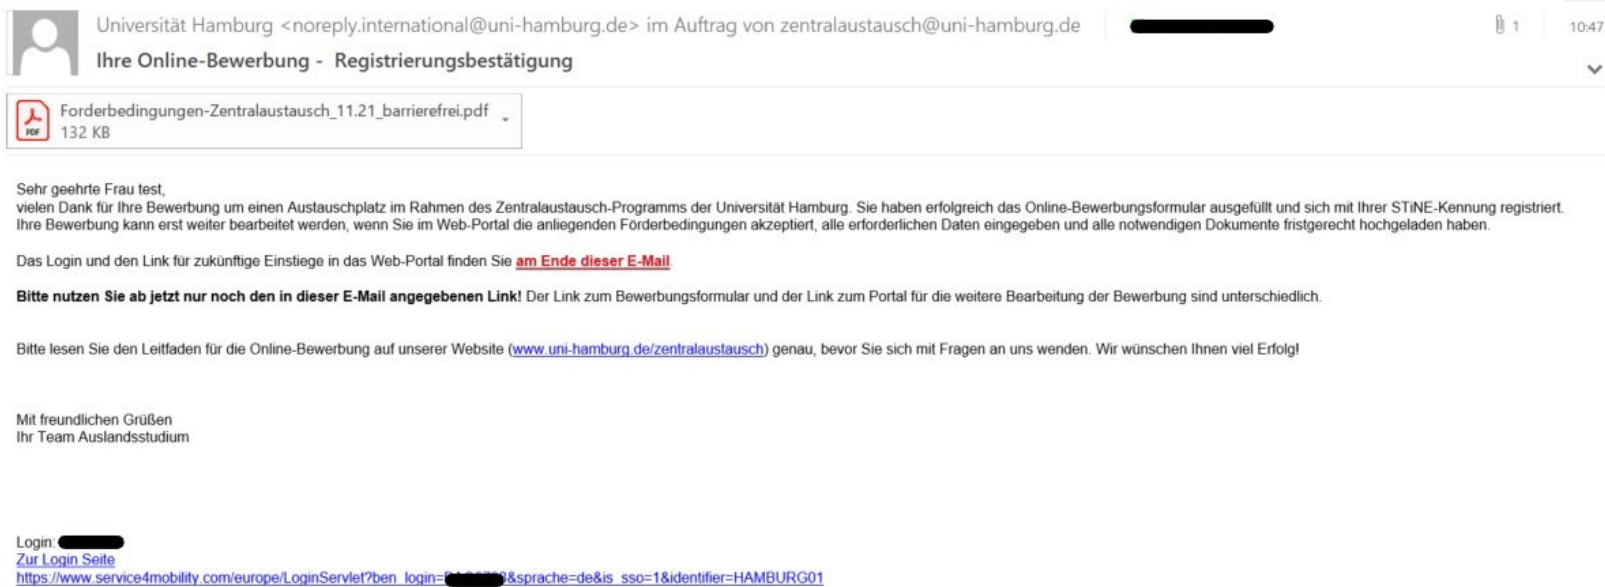 Universität Hamburg <noreply.international@uni-hamburg.de> im Auftrag von zentralaustausch@uni-hamburg.de
1 10:47
Ihre Online-Bewerbung - Registrierungsbestätigung
Forderbedingungen-Zentralaustausch_11.21_barrierefrei.pdf
PDF 132 KB
Sehr geehrte Frau test,
vielen Dank für Ihre Bewerbung um einen Austauschplatz im Rahmen des Zentralaustausch-Programms der Universität Hamburg. Sie haben erfolgreich das Online-Bewerbungsformular ausgefüllt und sich mit Ihrer STiNE-Kennung registriert.
Ihre Bewerbung kann erst weiter bearbeitet werden, wenn Sie im Web-Portal die anliegenden Förderbedingungen akzeptiert, alle erforderlichen Daten eingegeben und alle notwendigen Dokumente fristgerecht hochgeladen haben.
Das Login und den Link für zukünftige Einstiege in das Web-Portal finden Sie am Ende dieser E-Mail.
Bitte nutzen Sie ab jetzt nur noch den in dieser E-Mail angegebenen Link! Der Link zum Bewerbungsformular und der Link zum Portal für die weitere Bearbeitung der Bewerbung sind unterschiedlich.
Bitte lesen Sie den Leitfaden für die Online-Bewerbung auf unserer Website (www.uni-hamburg.de/zentralaustausch) genau, bevor Sie sich mit Fragen an uns wenden. Wir wünschen Ihnen viel Erfolg!
Mit freundlichen Grüßen
Ihr Team Auslandsstudium
Login:
Zur Login Seite
https://www.service4mobility.com/europe/LoginServlet?ben_login= &sprache=de&is_sso=1&identifier=HAMBURG01